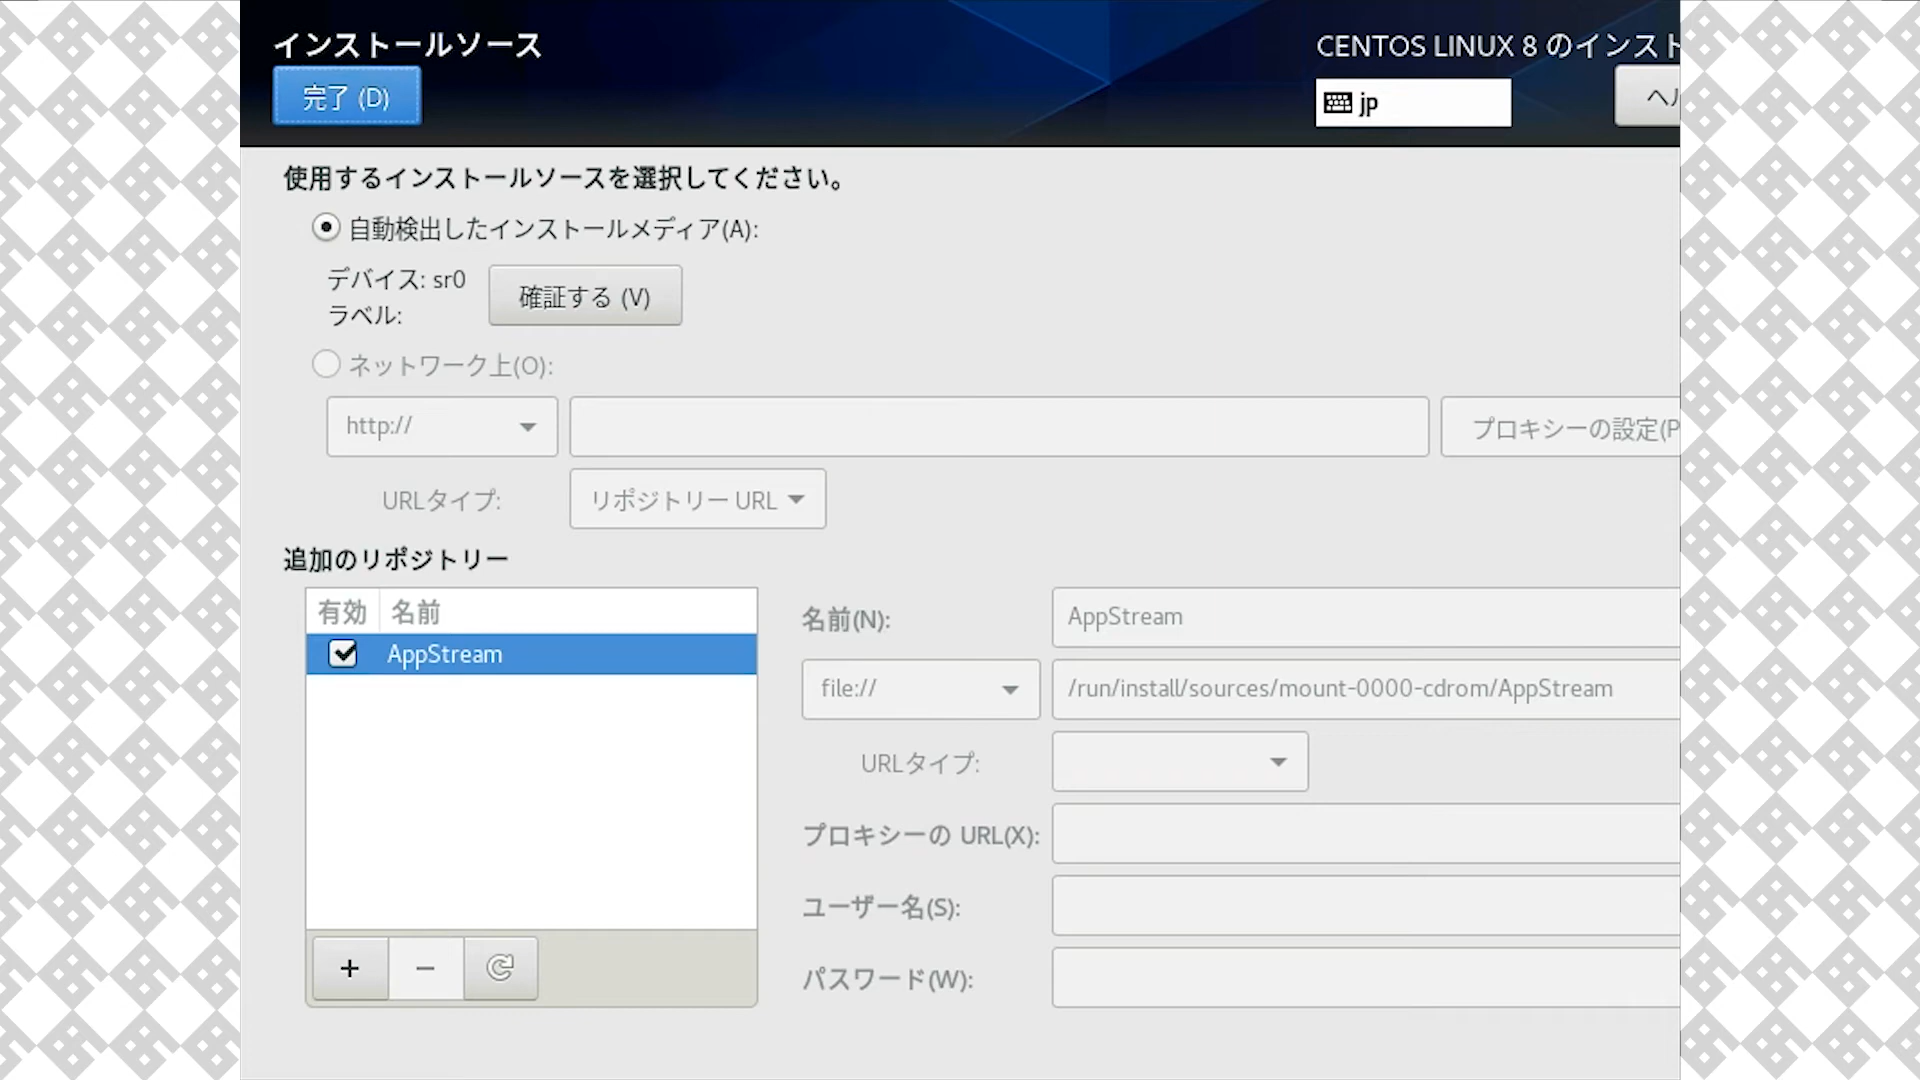 インストールソース
CENTOS LINUX 8 のインスト
完了 (D)
jp
ヘル
使用するインストールソースを選択してください。
自動検出したインストールメディア(A):
デバイス: sr0
ラベル:
確証する (V)
ネットワーク上(O):
http://
プロキシーの設定(P
URLタイプ:
リポジトリー URL
追加のリポジトリー
有効 名前
AppStream
名前(N):
AppStream
file://
/run/install/sources/mount-0000-cdrom/AppStream
URLタイプ:
プロキシーの URL(X):
ユーザー名(S):
パスワード(W):